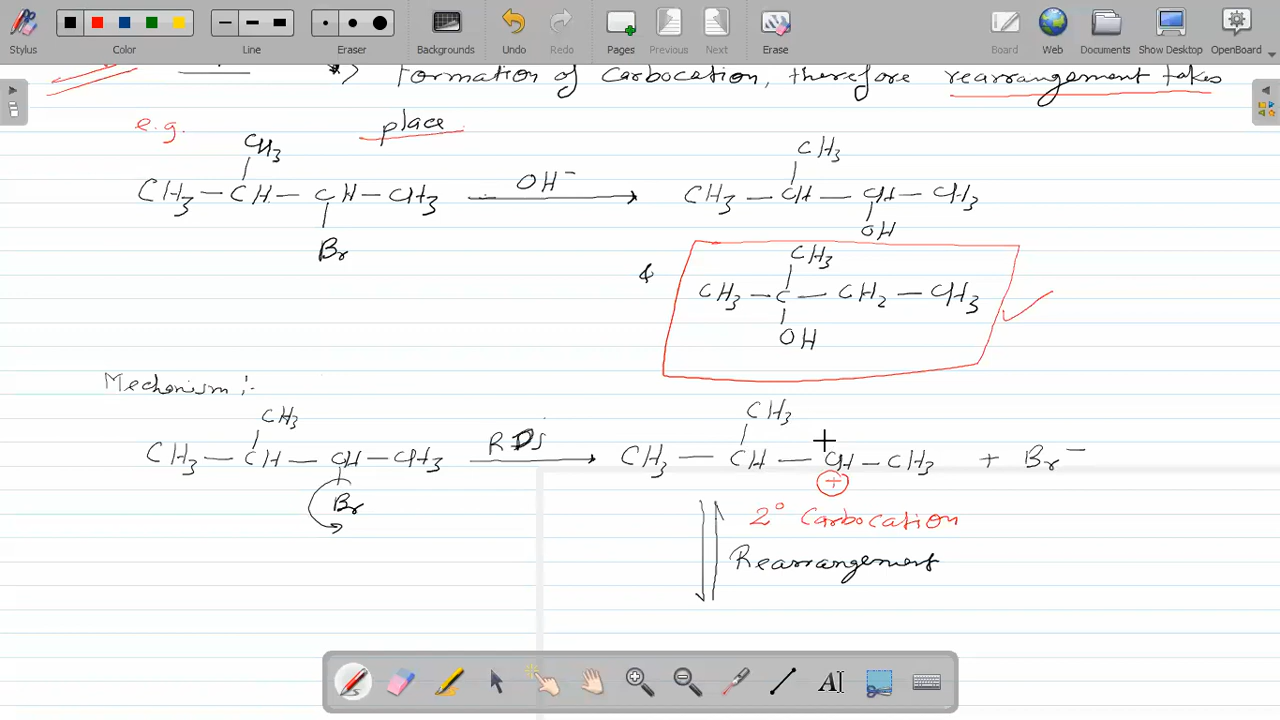 Stylus Color Line Eraser Backgrounds Undo Redo Pages Previous Next Erase Board Web Documents Show Desktop OpenBoard
*) Formation of Carbocation, therefore rearrangement takes
place
e.g.
CH3
CH3 — CH — CH — CH3
Br
OH⁻
CH3
CH3 — CH — CH — CH3
OH
&
CH3
CH3 — C — CH2 — CH3
OH
Mechanism :-
CH3
CH3 — CH — CH — CH3
Br
RDS
CH3
CH3 — CH — CH — CH3 + Br⁻
+
2° Carbocation
Rearrangement
AI